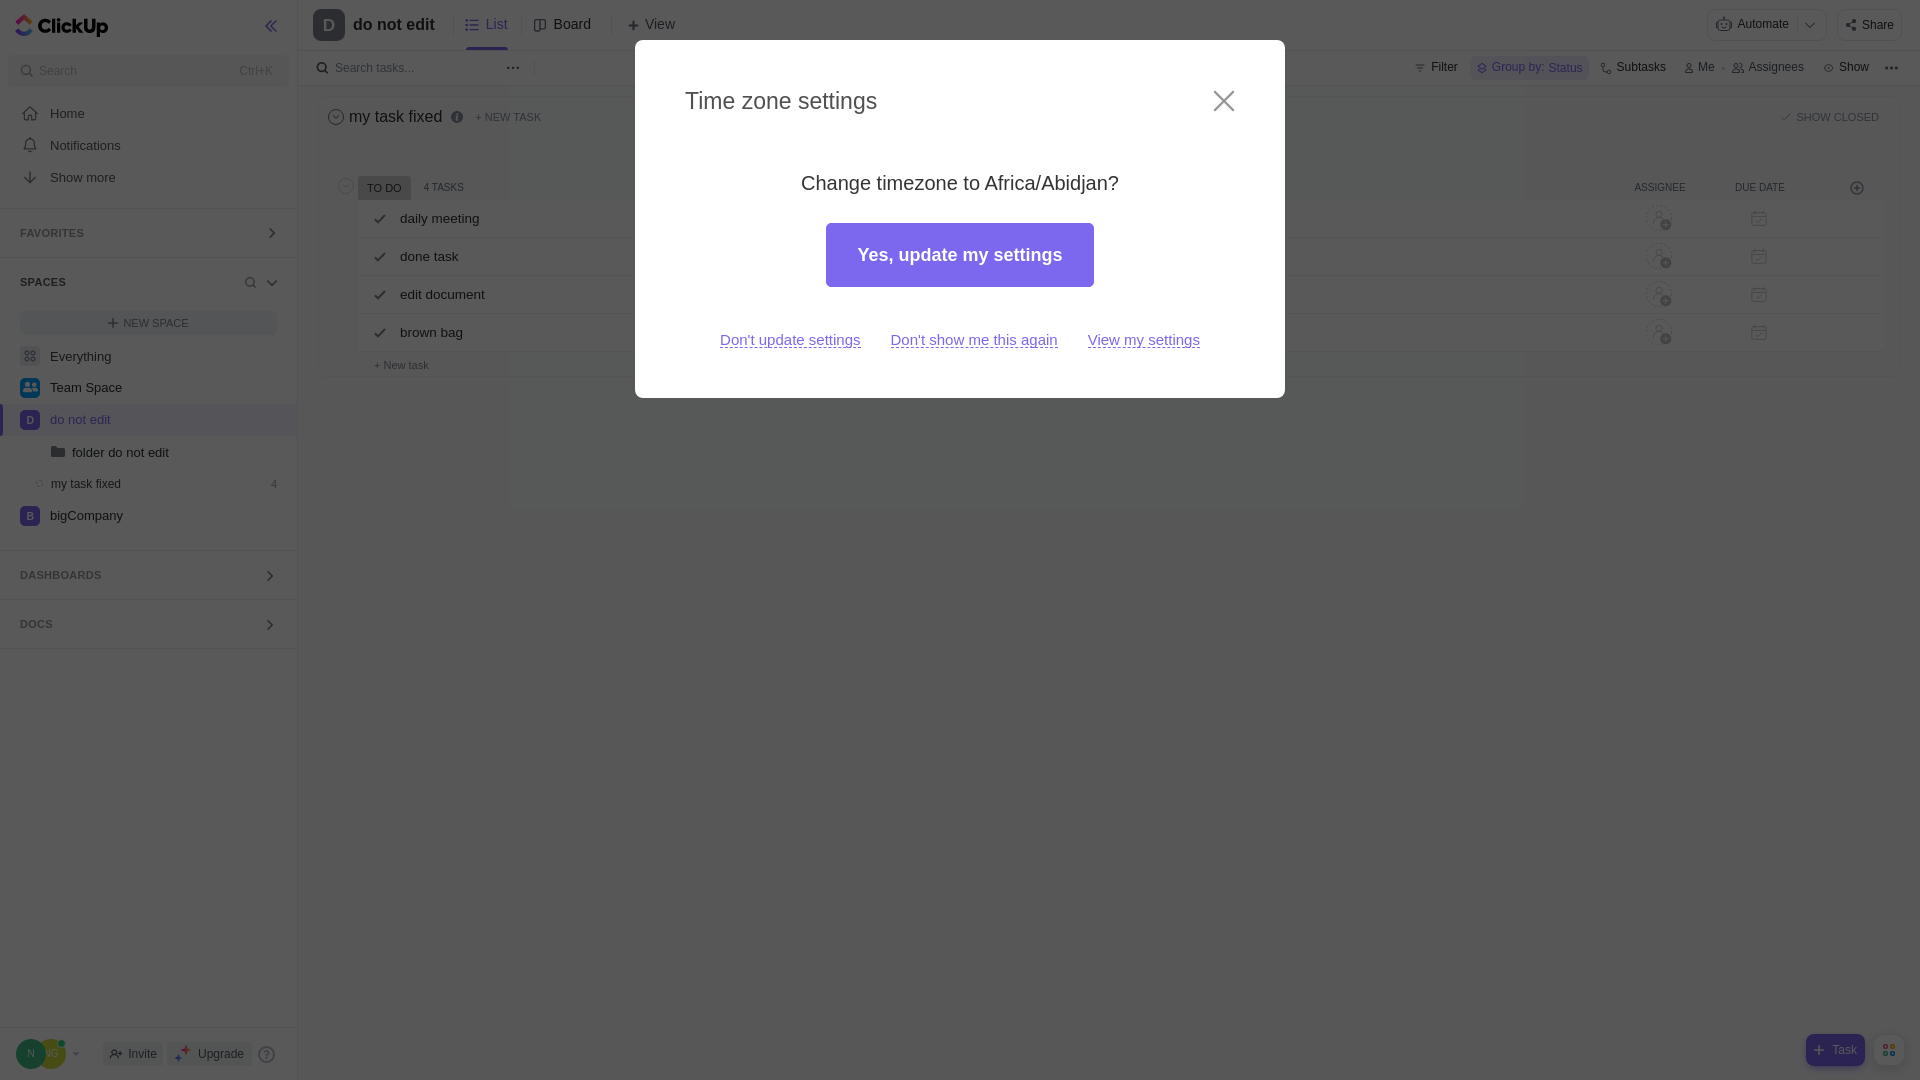 ClickUp
Search Ctrl+K
Home
Notifications
Show more
FAVORITES
SPACES
NEW SPACE
Everything
Team Space
D do not edit
folder do not edit
my task fixed 4
B bigCompany
DASHBOARDS
DOCS
N NG Invite Upgrade ?
D do not edit List Board + View Automate Share
Search tasks... Filter Group by: Status Subtasks Me Assignees Show
my task fixed + NEW TASK SHOW CLOSED
TO DO 4 TASKS ASSIGNEE DUE DATE
daily meeting
done task
edit document
brown bag
+ New task
Time zone settings
Change timezone to Africa/Abidjan?
Yes, update my settings
Don't update settings Don't show me this again View my settings
+ Task